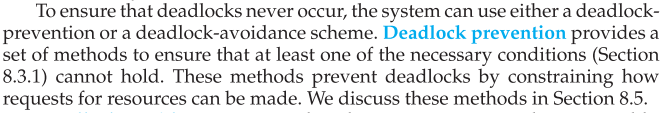 To ensure that deadlocks never occur, the system can use either a deadlock-
prevention or a deadlock-avoidance scheme. Deadlock prevention provides a
set of methods to ensure that at least one of the necessary conditions (Section
8.3.1) cannot hold. These methods prevent deadlocks by constraining how
requests for resources can be made. We discuss these methods in Section 8.5.